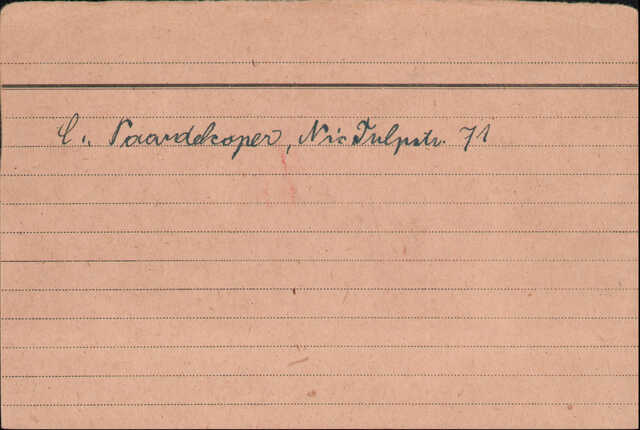 C. Paardekoper, Nic Tulpstr. 71